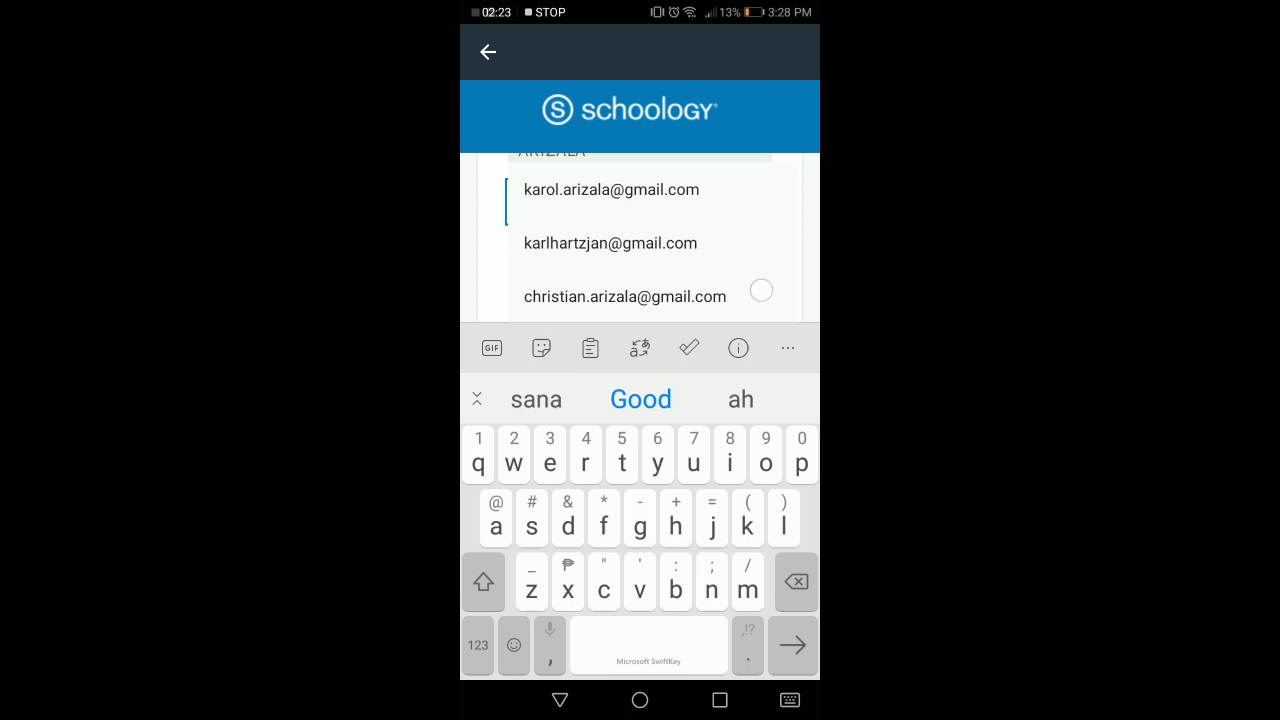 02:23 STOP 13% 3:28 PM
schoology
ARIZALA
karol.arizala@gmail.com
karlhartzjan@gmail.com
christian.arizala@gmail.com
GIF
sana Good ah
1 2 3 4 5 6 7 8 9 0
q w e r t y u i o p
@ # & * - + = ( )
a s d f g h j k l
_ ₱ " ' : ; /
z x c v b n m
123 , Microsoft SwiftKey ,!? .